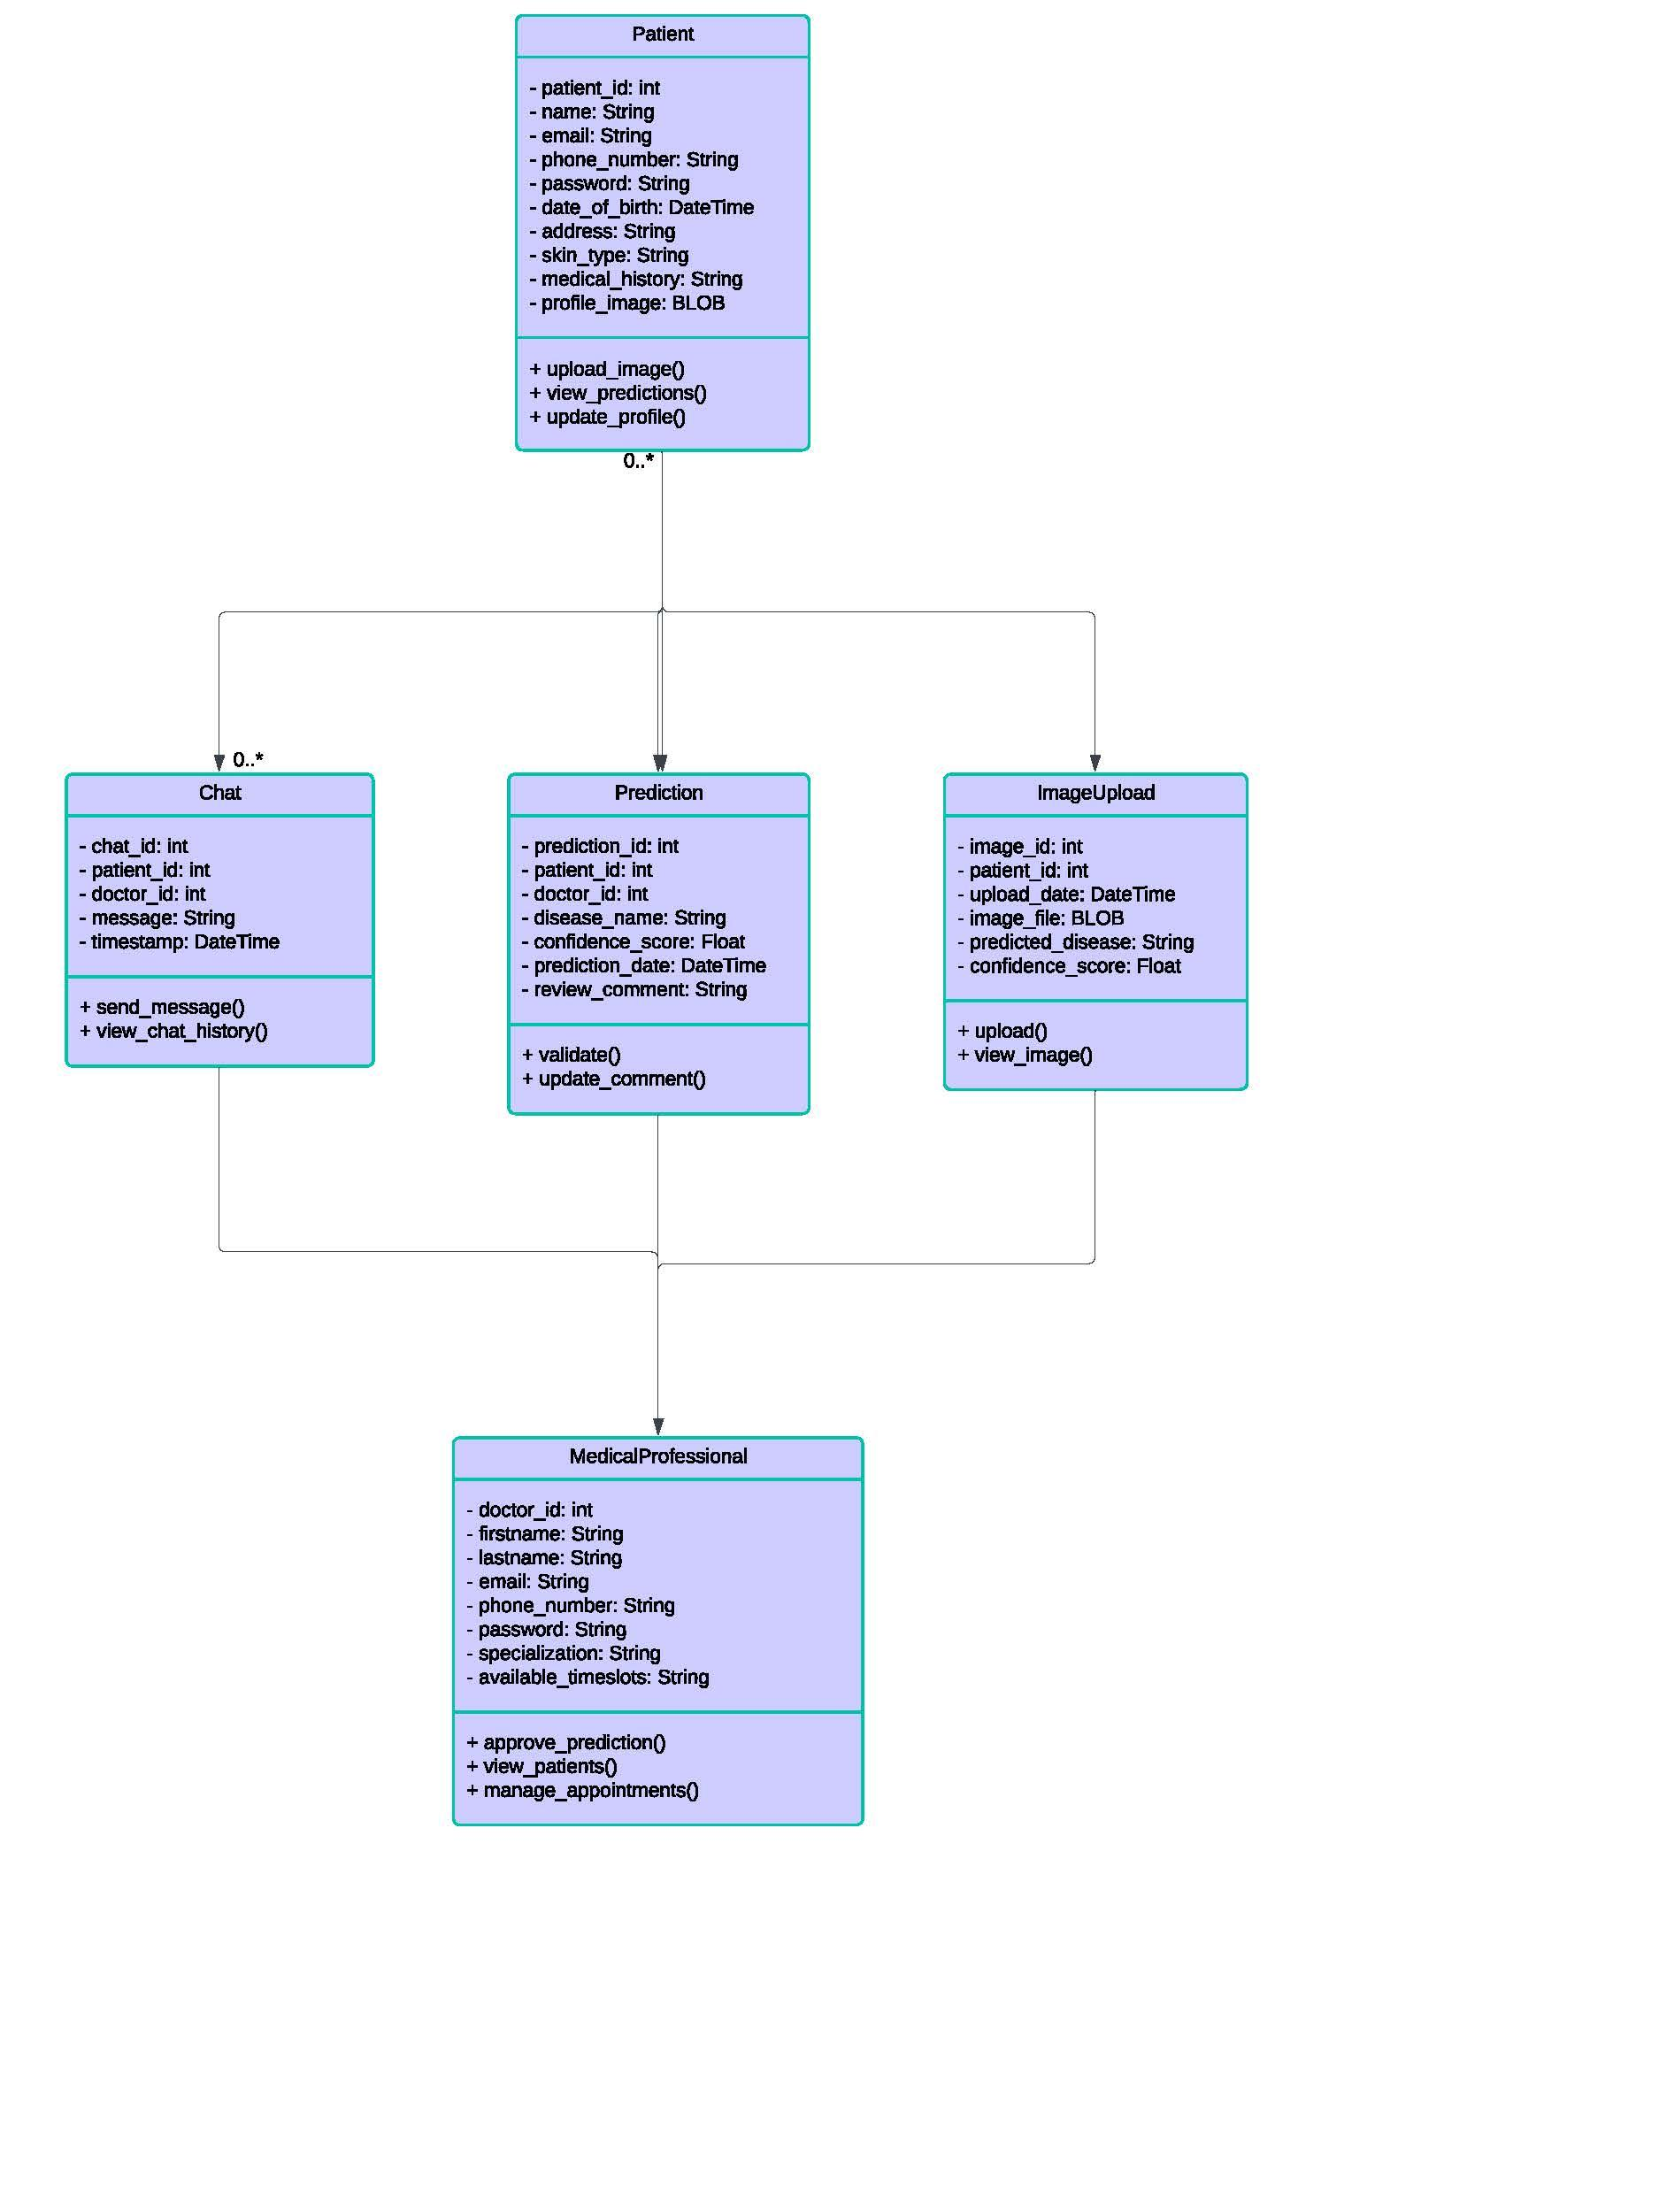 Patient
- patient_id: int
- name: String
- email: String
- phone_number: String
- password: String
- date_of_birth: DateTime
- address: String
- skin_type: String
- medical_history: String
- profile_image: BLOB
+ upload_image()
+ view_predictions()
+ update_profile()
0..*
0..*
Chat
- chat_id: int
- patient_id: int
- doctor_id: int
- message: String
- timestamp: DateTime
+ send_message()
+ view_chat_history()
Prediction
- prediction_id: int
- patient_id: int
- doctor_id: int
- disease_name: String
- confidence_score: Float
- prediction_date: DateTime
- review_comment: String
+ validate()
+ update_comment()
ImageUpload
- image_id: int
- patient_id: int
- upload_date: DateTime
- image_file: BLOB
- predicted_disease: String
- confidence_score: Float
+ upload()
+ view_image()
MedicalProfessional
- doctor_id: int
- firstname: String
- lastname: String
- email: String
- phone_number: String
- password: String
- specialization: String
- available_timeslots: String
+ approve_prediction()
+ view_patients()
+ manage_appointments()